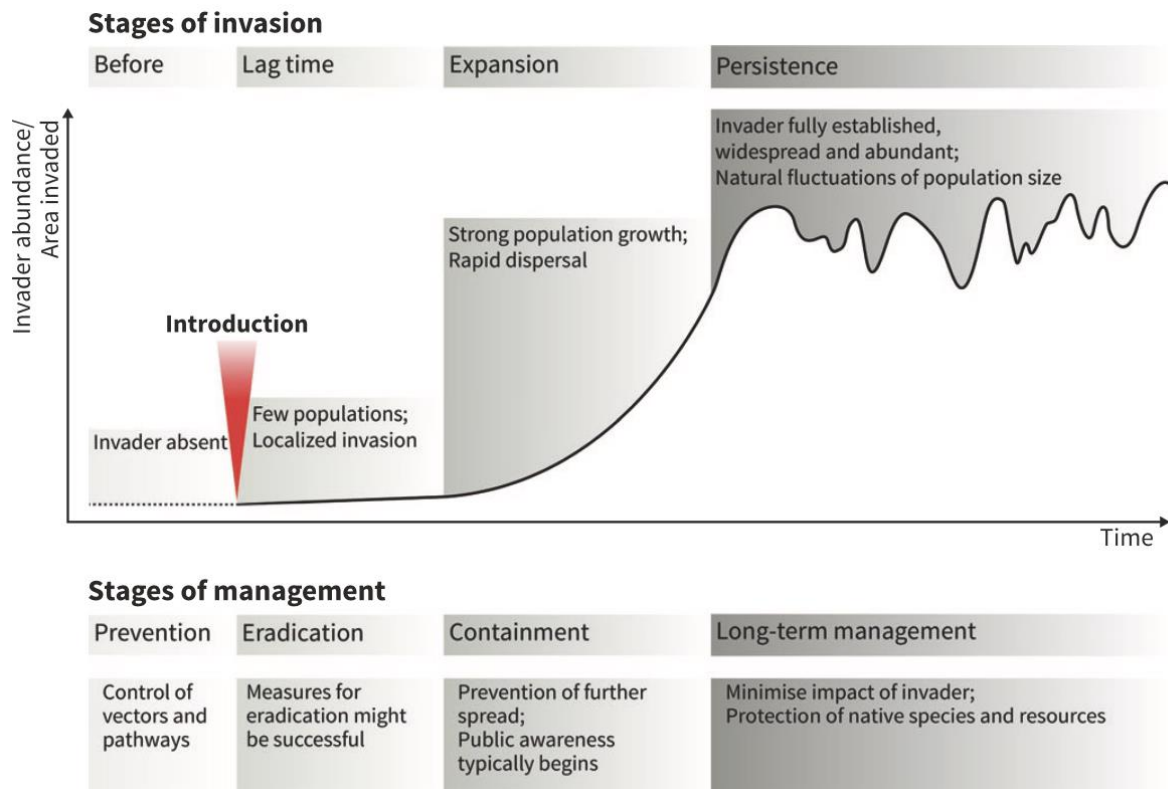 Stages of invasion
Before
Lag time
Expansion
Persistence
Invader abundance/
Area invaded
Invader fully established,
widespread and abundant;
Natural fluctuations of population size
Strong population growth;
Rapid dispersal
Introduction
Few populations;
Localized invasion
Invader absent
Time
Stages of management
Prevention
Eradication
Containment
Long-term management
Control of
vectors and
pathways
Measures for
eradication might
be successful
Prevention of further
spread;
Public awareness
typically begins
Minimise impact of invader;
Protection of native species and resources